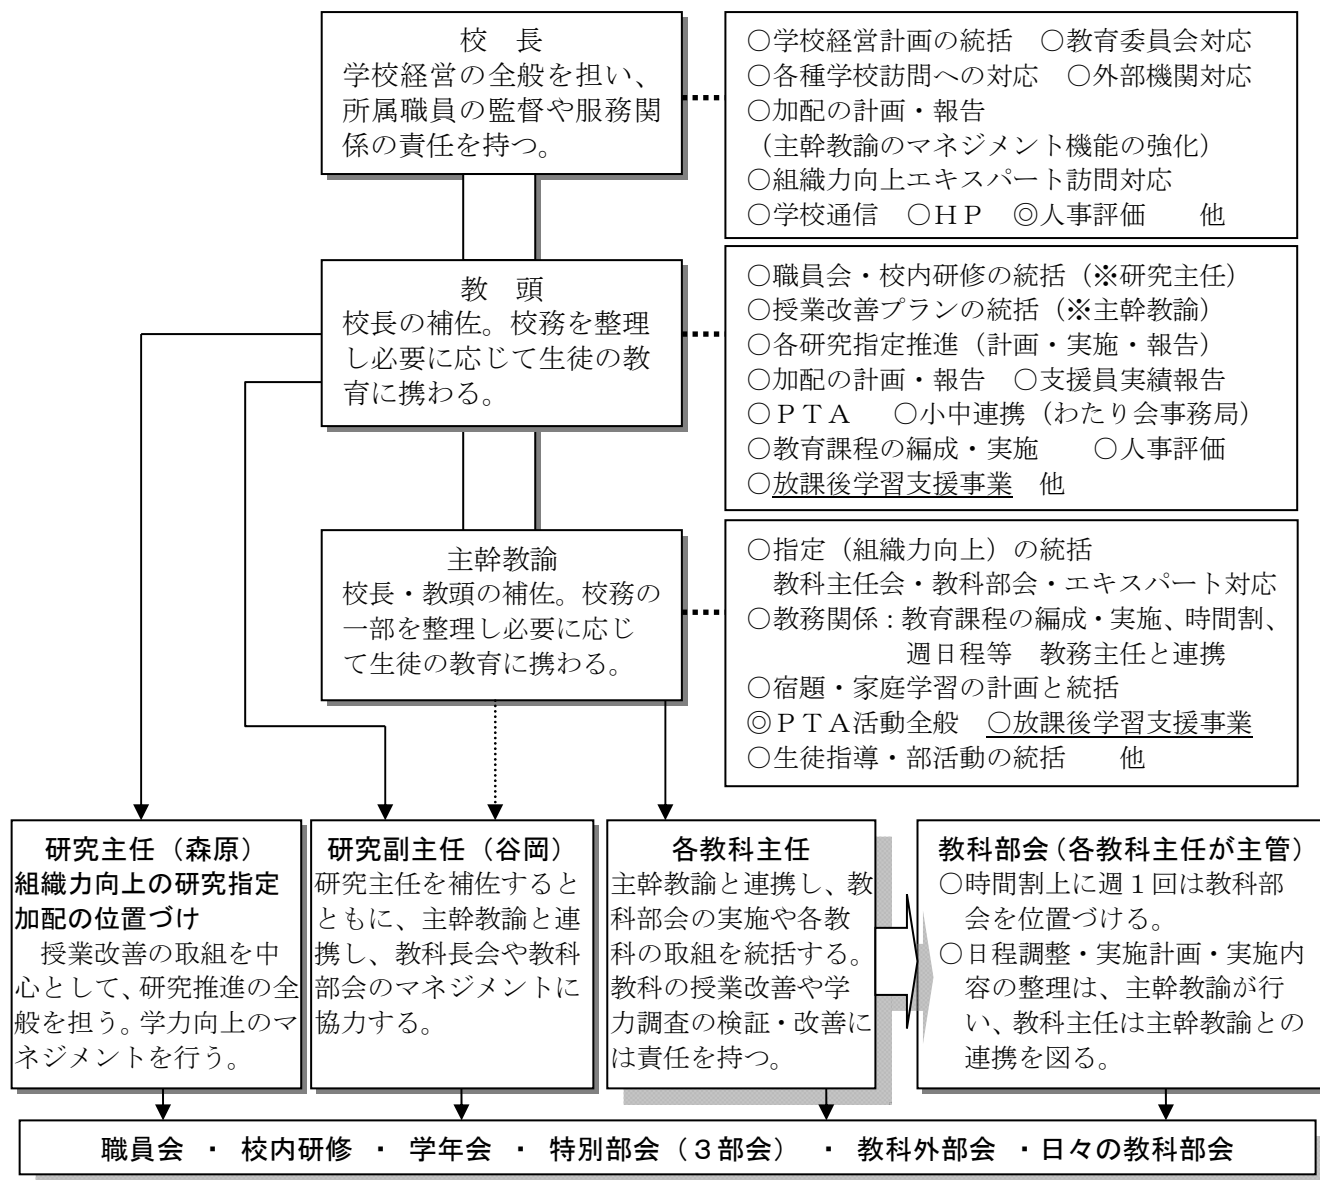 校　長
学校経営の全般を担い、
所属職員の監督や服務関
係の責任を持つ。
○学校経営計画の統括　○教育委員会対応
○各種学校訪問への対応　○外部機関対応
○加配の計画・報告
（主幹教諭のマネジメント機能の強化）
○組織力向上エキスパート訪問対応
○学校通信　○ＨＰ　◎人事評価　　他
教　頭
校長の補佐。校務を整理
し必要に応じて生徒の教
育に携わる。
○職員会・校内研修の統括（※研究主任）
○授業改善プランの統括（※主幹教諭）
○各研究指定推進（計画・実施・報告）
○加配の計画・報告　○支援員実績報告
○ＰＴＡ　　○小中連携（わたり会事務局）
○教育課程の編成・実施　　○人事評価
○放課後学習支援事業　他
主幹教諭
校長・教頭の補佐。校務の
一部を整理し必要に応じ
て生徒の教育に携わる。
○指定（組織力向上）の統括
教科主任会・教科部会・エキスパート対応
○教務関係：教育課程の編成・実施、時間割、
週日程等　教務主任と連携
○宿題・家庭学習の計画と統括
◎ＰＴＡ活動全般　○放課後学習支援事業
○生徒指導・部活動の統括　　他
研究主任（森原）
組織力向上の研究指定
加配の位置づけ
授業改善の取組を中
心として、研究推進の全
般を担う。学力向上のマ
ネジメントを行う。
研究副主任（谷岡）
研究主任を補佐すると
ともに、主幹教諭と連
携し、教科長会や教科
部会のマネジメントに
協力する。
各教科主任
主幹教諭と連携し、教
科部会の実施や各教
科の取組を統括する。
教科の授業改善や学
力調査の検証・改善に
は責任を持つ。
教科部会（各教科主任が主管）
○時間割上に週１回は教科部
会を位置づける。
○日程調整・実施計画・実施内
容の整理は、主幹教諭が行
い、教科主任は主幹教諭との
連携を図る。
職員会　・　校内研修　・　学年会　・　特別部会（３部会）　・　教科外部会　・日々の教科部会